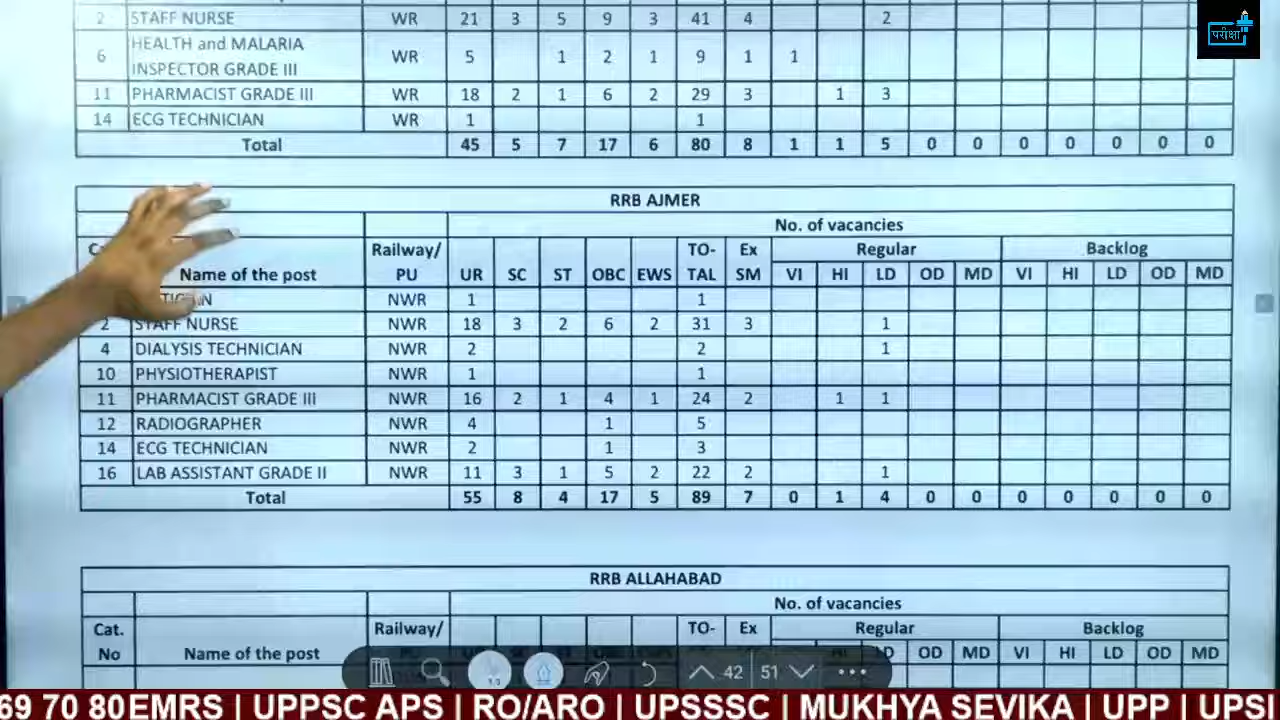 परीक्षा
2 STAFF NURSE WR 21 3 5 9 3 41 4 2
6 HEALTH and MALARIA INSPECTOR GRADE III WR 5 1 2 1 9 1 1
11 PHARMACIST GRADE III WR 18 2 1 6 2 29 3 1 3
14 ECG TECHNICIAN WR 1 1
Total 45 5 7 17 6 80 8 1 1 5 0 0 0 0 0 0 0
RRB AJMER
No. of vacancies
Railway/ TO- Ex Regular Backlog
Name of the post PU UR SC ST OBC EWS TAL SM VI HI LD OD MD VI HI LD OD MD
NWR 1 1
2 STAFF NURSE NWR 18 3 2 6 2 31 3 1
4 DIALYSIS TECHNICIAN NWR 2 2 1
10 PHYSIOTHERAPIST NWR 1 1
11 PHARMACIST GRADE III NWR 16 2 1 4 1 24 2 1 1
12 RADIOGRAPHER NWR 4 1 5
14 ECG TECHNICIAN NWR 2 1 3
16 LAB ASSISTANT GRADE II NWR 11 3 1 5 2 22 2 1
Total 55 8 4 17 5 89 7 0 1 4 0 0 0 0 0 0 0
RRB ALLAHABAD
No. of vacancies
Cat. Railway/ TO- Ex Regular Backlog
No Name of the post HI LD OD MD VI HI LD OD MD
42 51
69 70 80EMRS | UPPSC APS | RO/ARO | UPSSSC | MUKHYA SEVIKA | UPP | UPSI